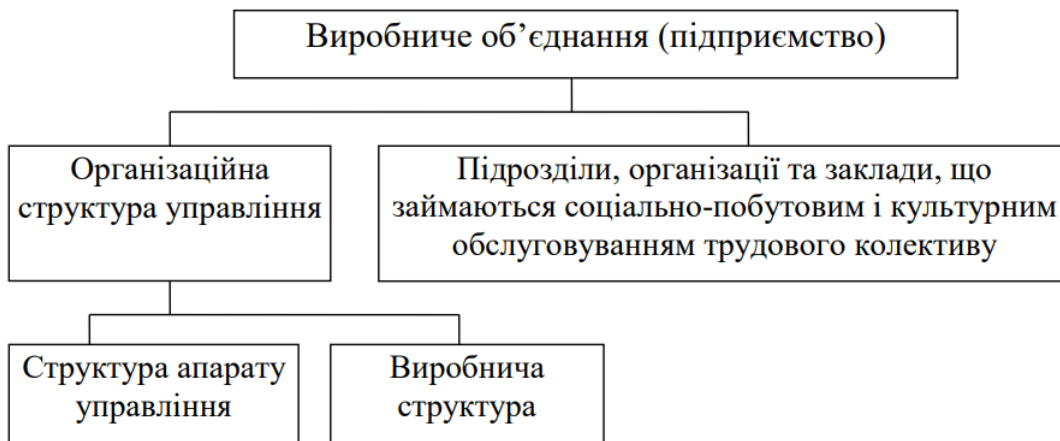 Виробниче об’єднання (підприємство)
Організаційна
структура управління
Підрозділи, організації та заклади, що
займаються соціально-побутовим і культурним
обслуговуванням трудового колективу
Структура апарату
управління
Виробнича
структура